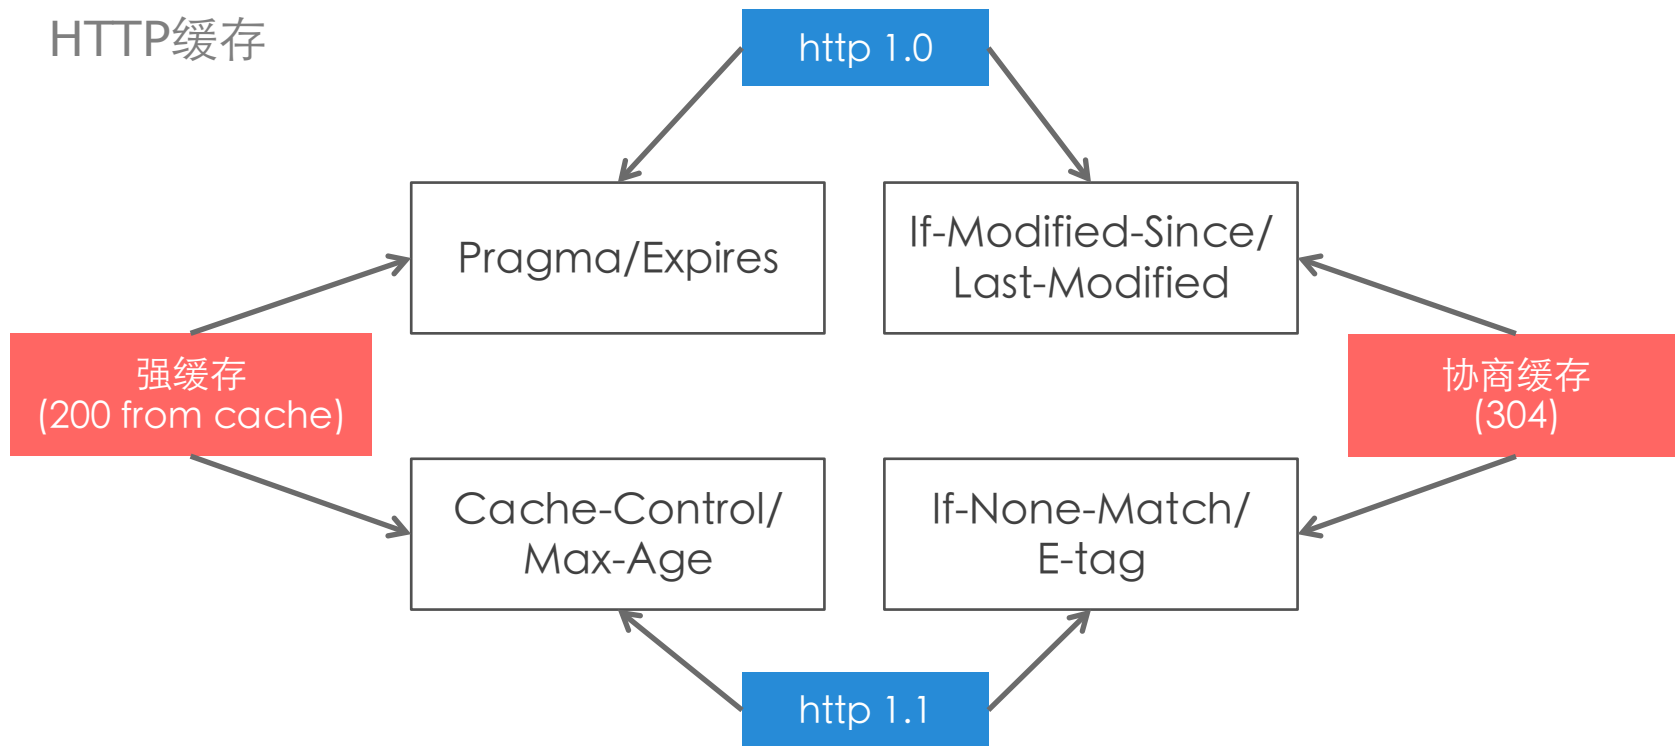 HTTP缓存
http 1.0
Pragma/Expires
If-Modified-Since/
Last-Modified
强缓存
(200 from cache)
协商缓存
(304)
Cache-Control/
Max-Age
If-None-Match/
E-tag
http 1.1